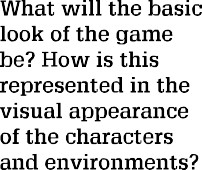 What will the basic
look of the game
be? How is this
represented in the
visual appearance
of the characters
and environments?